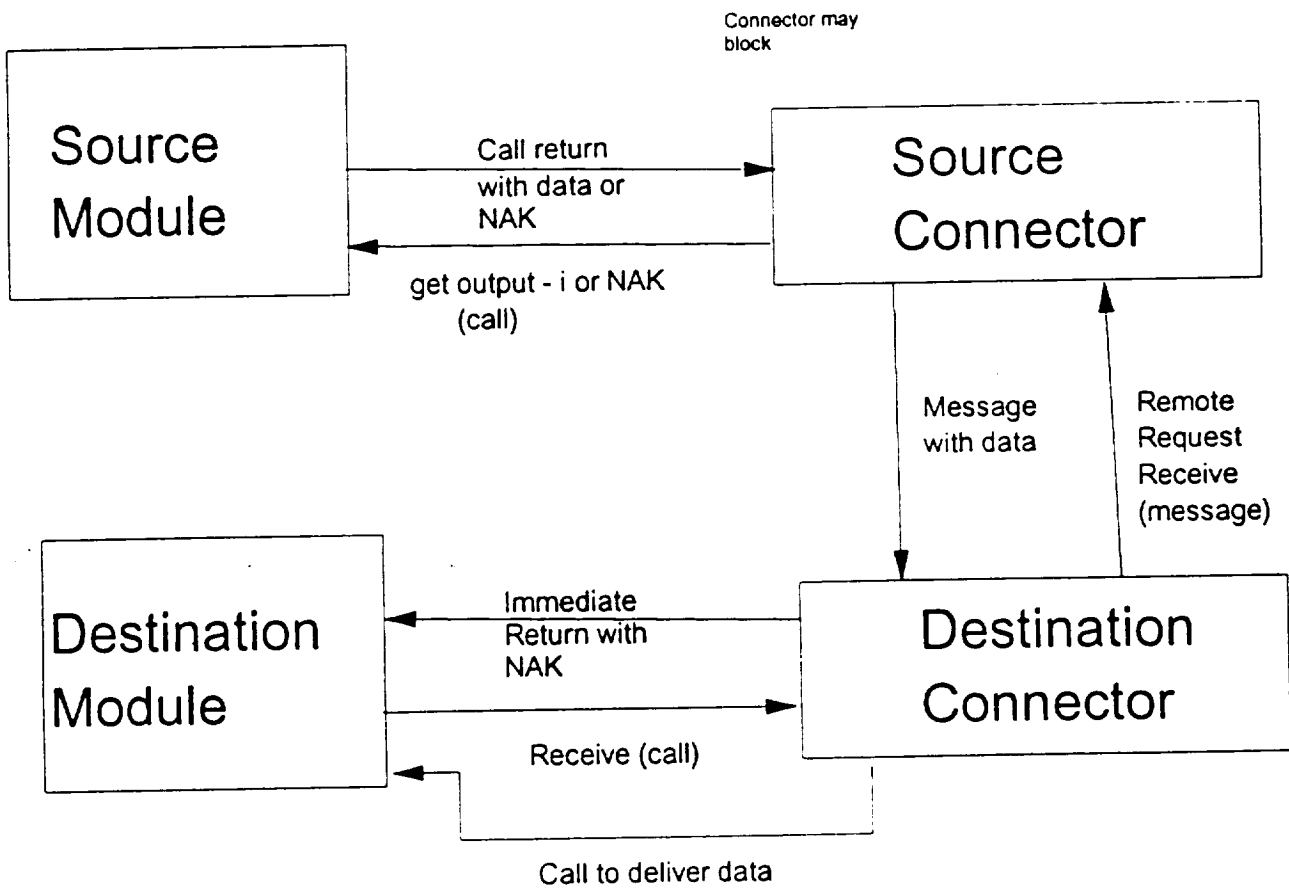 Connector may
block
Source
Module
Call return
with data or
NAK
get output - i or NAK
(call)
Source
Connector
Message
with data
Remote
Request
Receive
(message)
Destination
Module
Immediate
Return with
NAK
Receive (call)
Destination
Connector
Call to deliver data